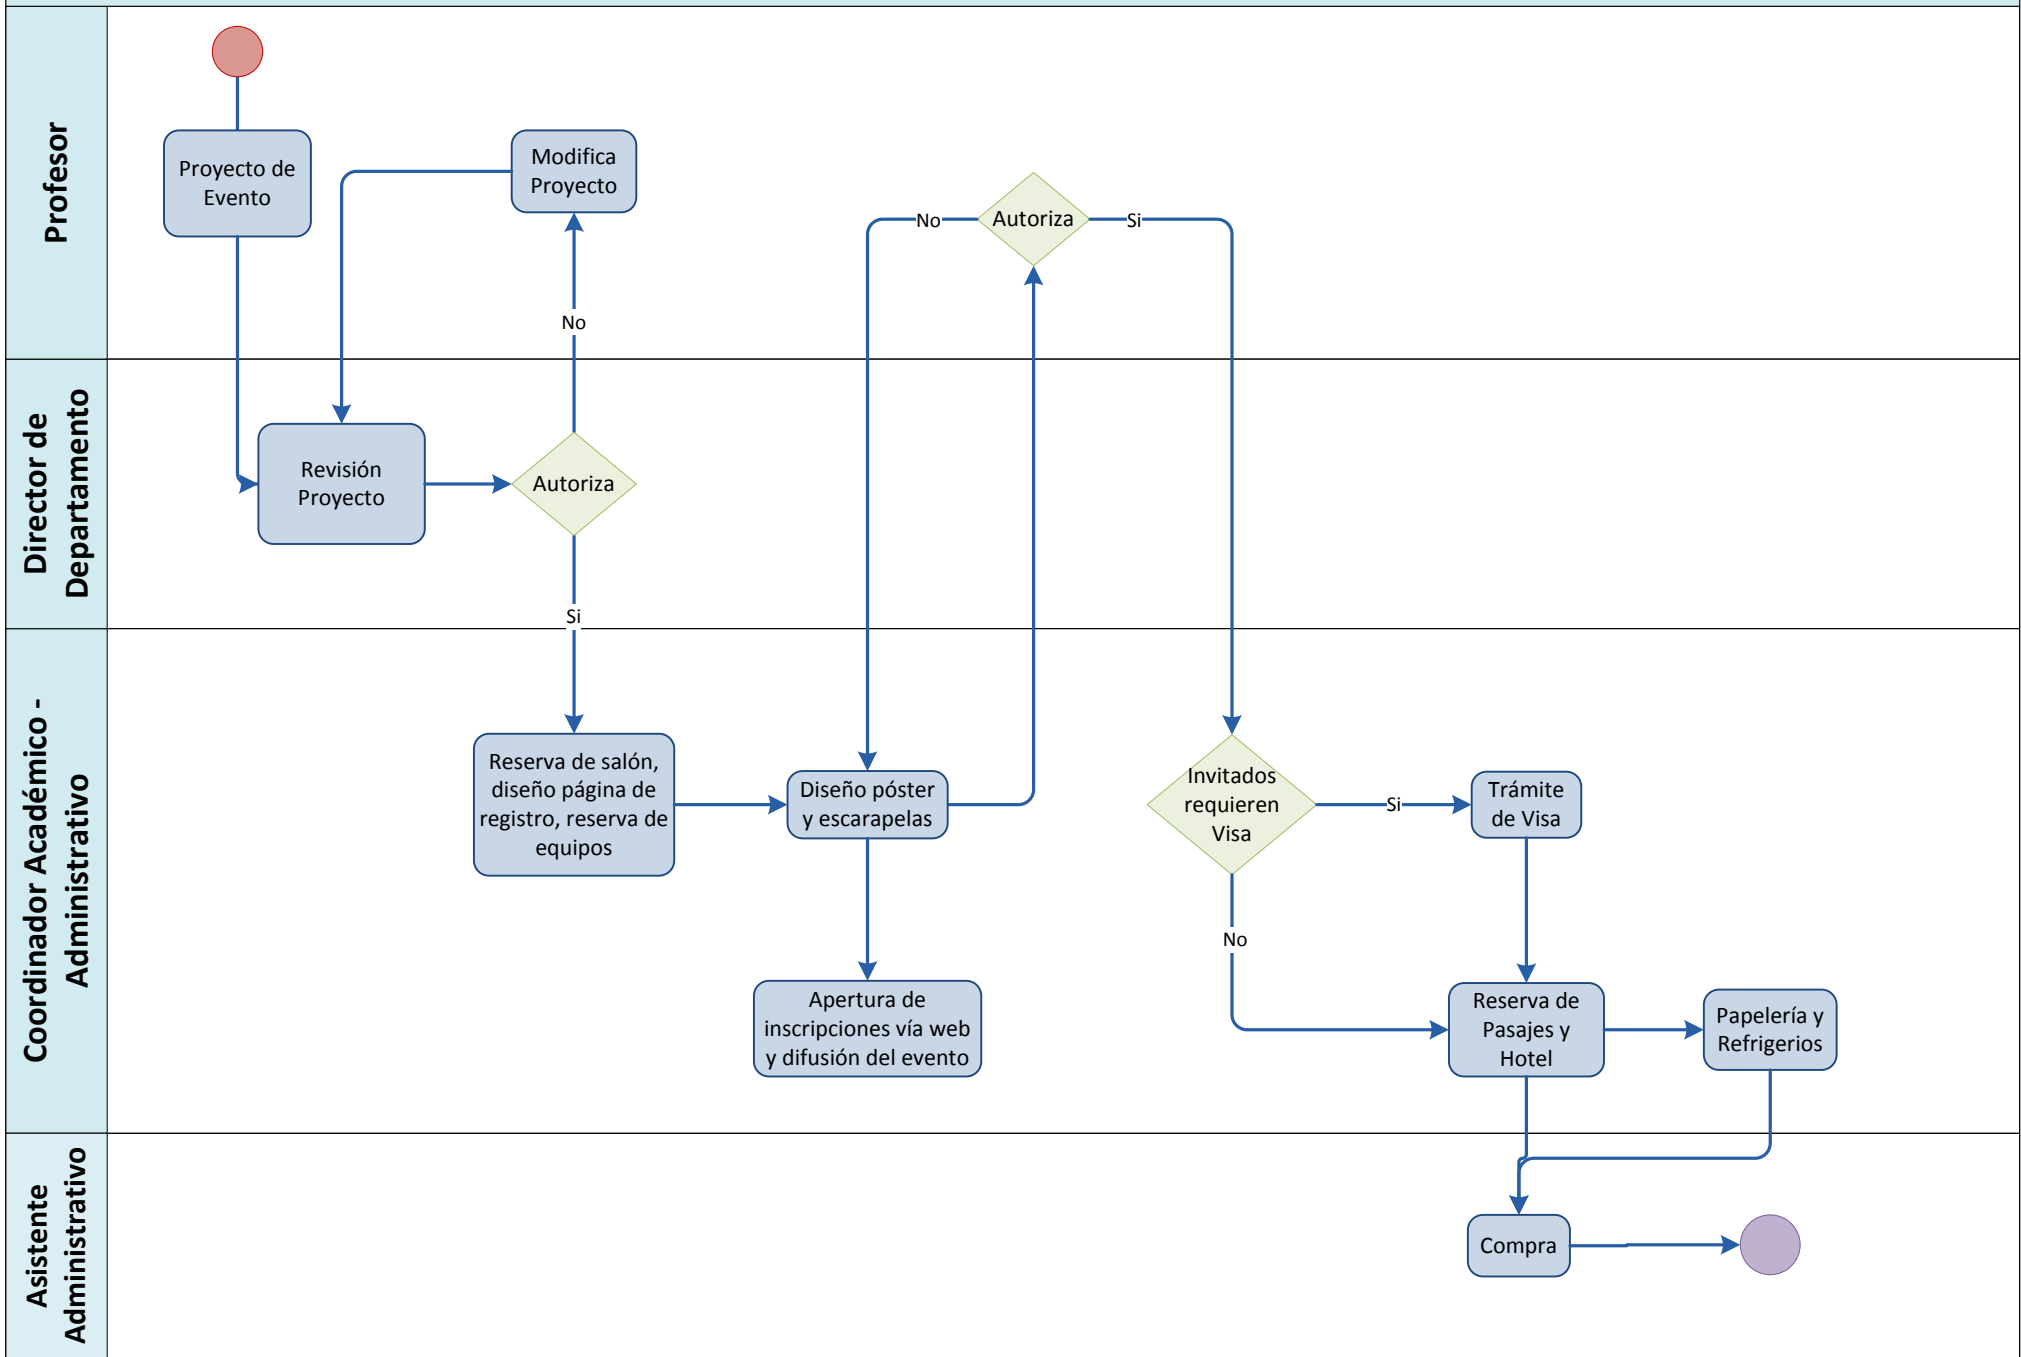 Profesor
Proyecto de
Evento
Modifica
Proyecto
No
Autoriza
Si
No
Director de
Departamento
Revisión
Proyecto
Autoriza
Si
Coordinador Académico -
Administrativo
Reserva de salón,
diseño página de
registro, reserva de
equipos
Diseño póster
y escarapelas
Invitados
requieren
Visa
Si
Trámite
de Visa
No
Apertura de
inscripciones vía web
y difusión del evento
Reserva de
Pasajes y
Hotel
Papelería y
Refrigerios
Asistente
Administrativo
Compra